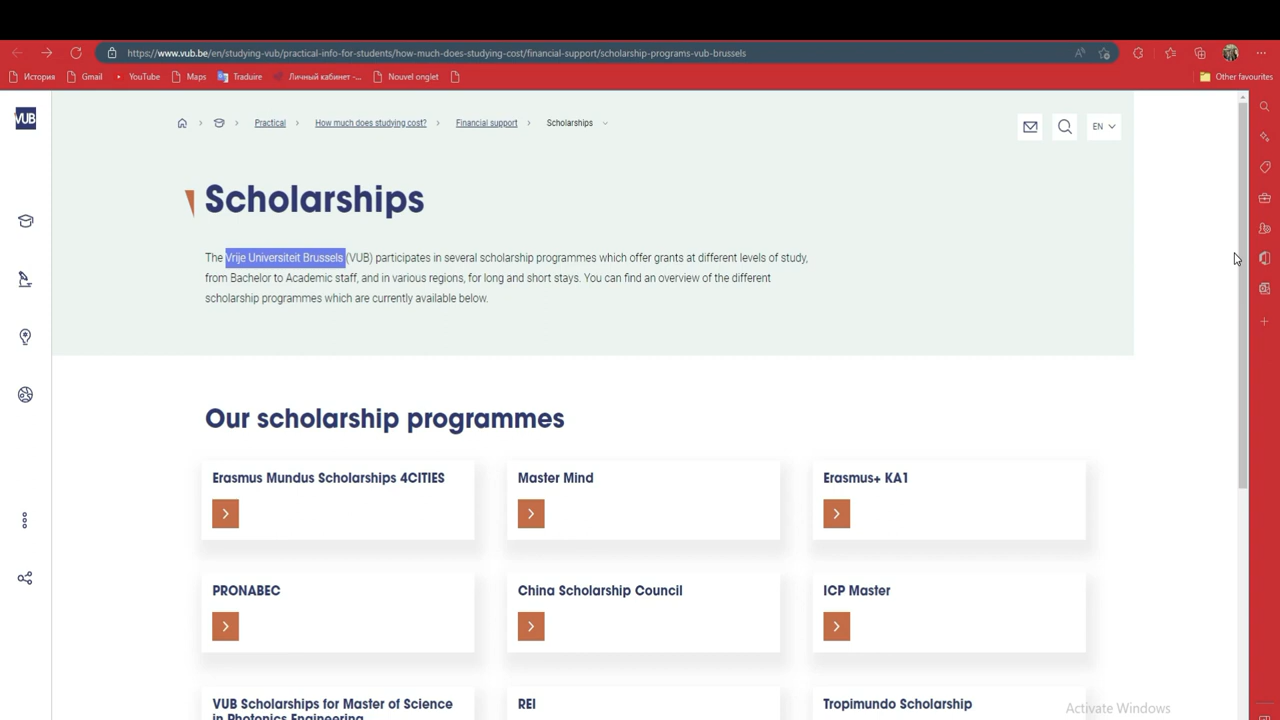 https://www.vub.be/en/studying-vub/practical-info-for-students/how-much-does-studying-cost/financial-support/scholarship-programs-vub-brussels
История Gmail YouTube Maps Traduire Личный кабинет -... Nouvel onglet Other favourites
VUB
Practical How much does studying cost? Financial support Scholarships EN
Scholarships
The Vrije Universiteit Brussels (VUB) participates in several scholarship programmes which offer grants at different levels of study,
from Bachelor to Academic staff, and in various regions, for long and short stays. You can find an overview of the different
scholarship programmes which are currently available below.
Our scholarship programmes
Erasmus Mundus Scholarships 4CITIES
Master Mind
Erasmus+ KA1
PRONABEC
China Scholarship Council
ICP Master
VUB Scholarships for Master of Science
in Photonics Engineering
REI
Tropimundo Scholarship
Activate Windows